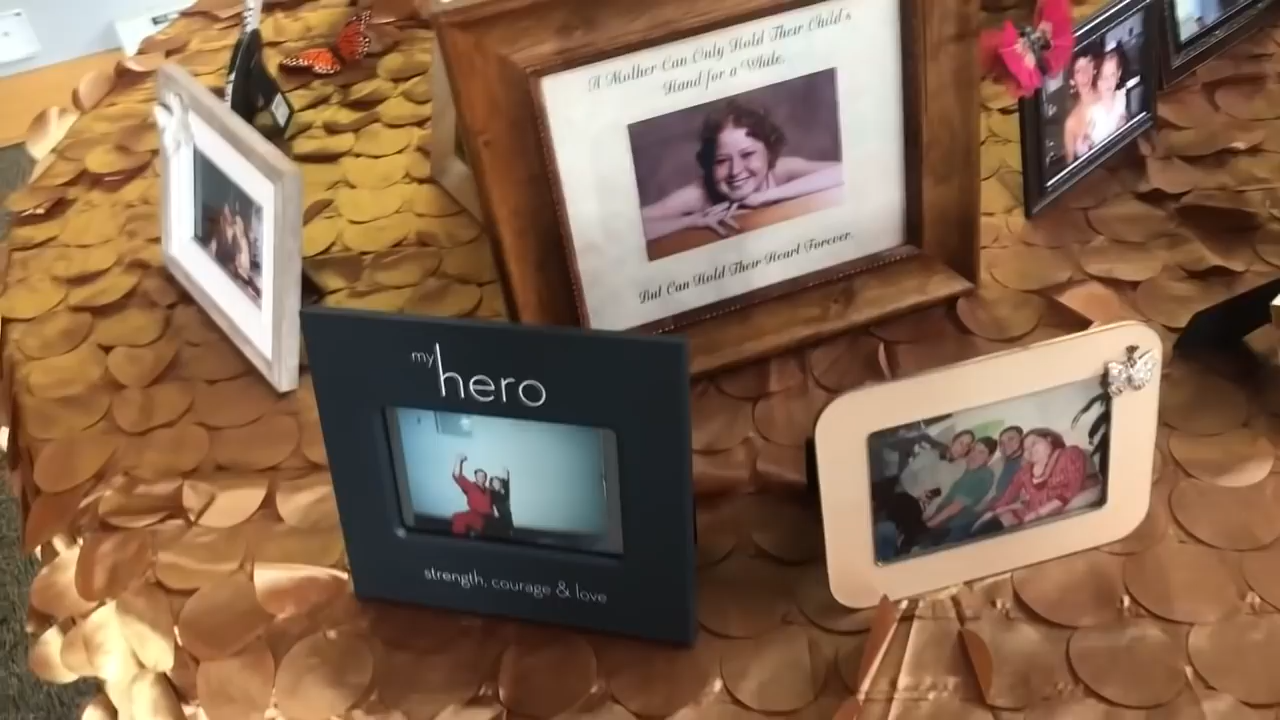 A Mother Can Only Hold Their Child's
Hand for a While,
But Can Hold Their Heart Forever.
my
hero
strength, courage & love